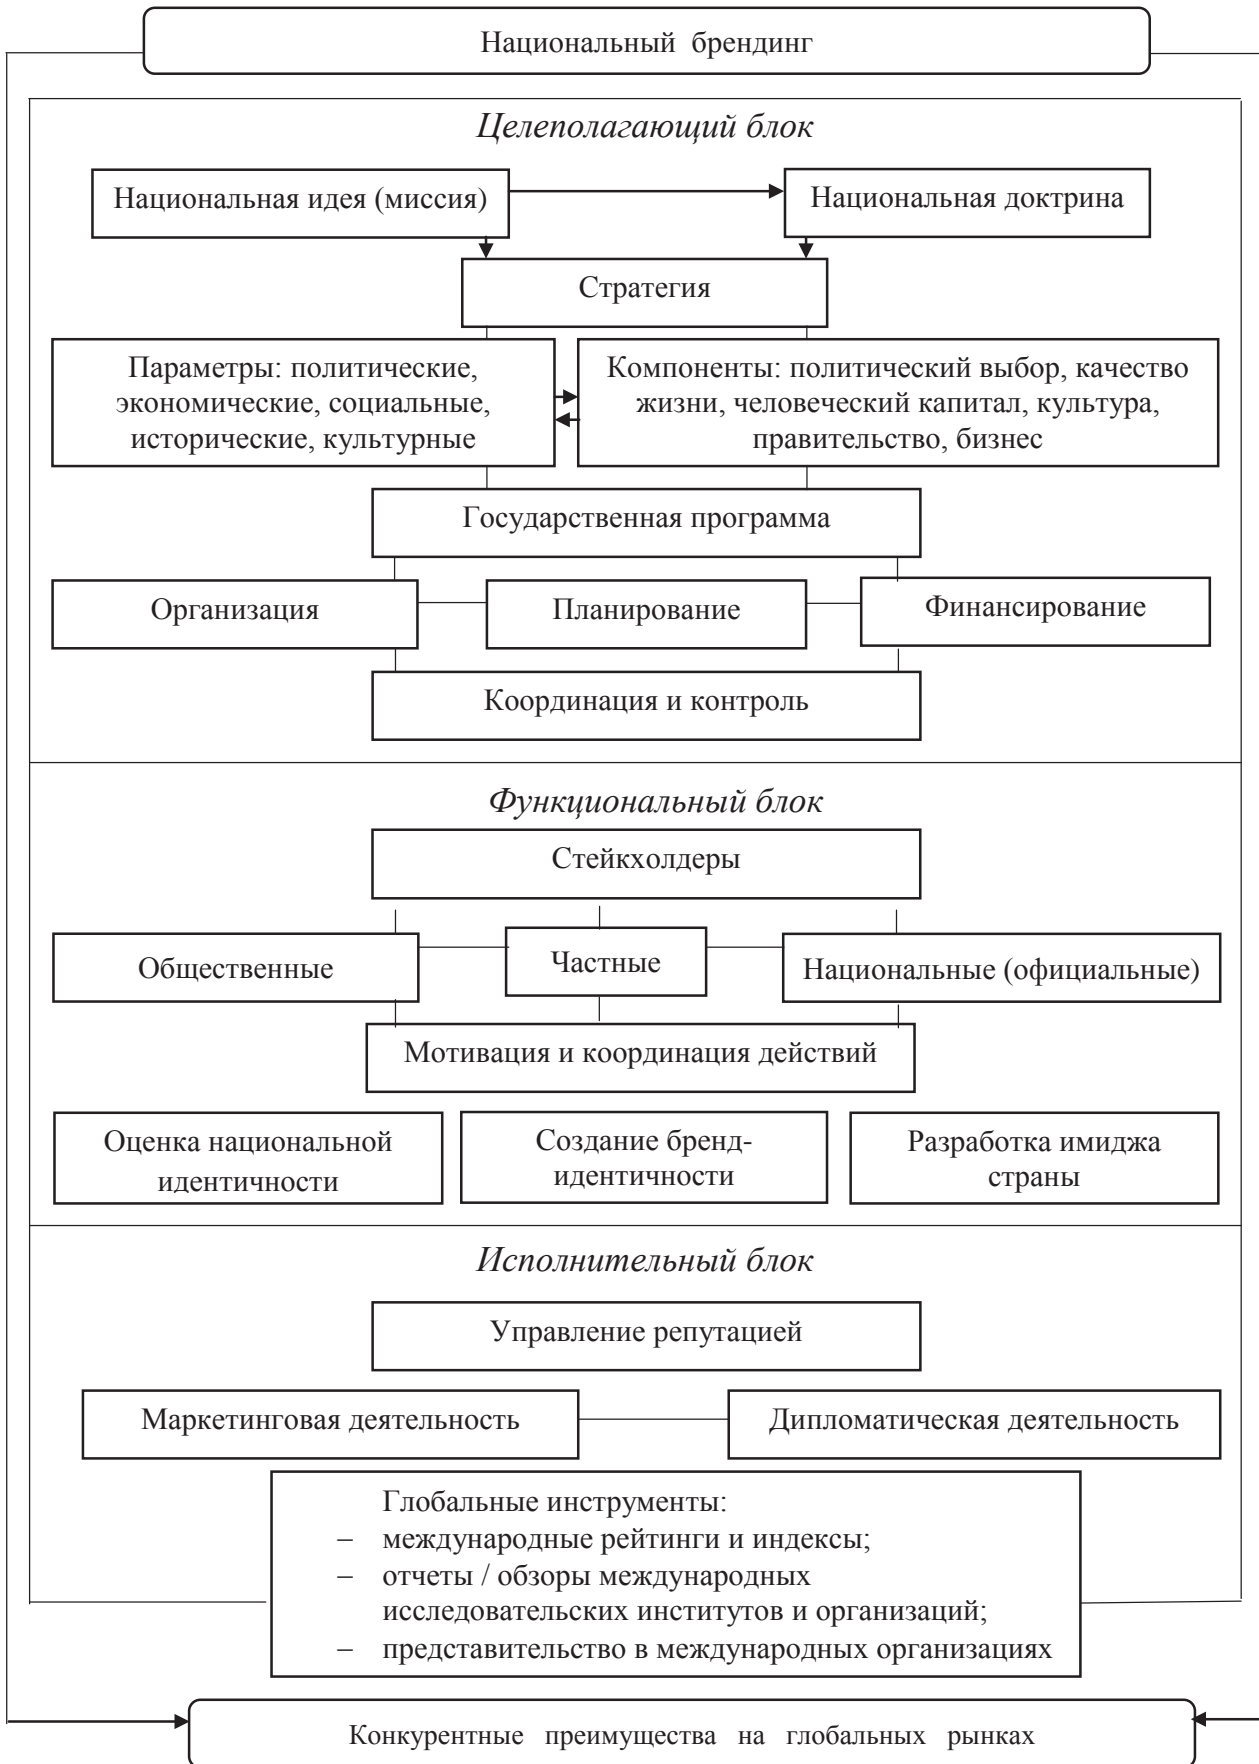 Национальный брендинг
Целеполагающий блок
Национальная идея (миссия)
Национальная доктрина
Стратегия
Параметры: политические,
экономические, социальные,
исторические, культурные
Компоненты: политический выбор, качество
жизни, человеческий капитал, культура,
правительство, бизнес
Государственная программа
Организация
Планирование
Финансирование
Координация и контроль
Функциональный блок
Стейкхолдеры
Общественные
Частные
Национальные (официальные)
Мотивация и координация действий
Оценка национальной
идентичности
Создание бренд-
идентичности
Разработка имиджа
страны
Исполнительный блок
Управление репутацией
Маркетинговая деятельность
Дипломатическая деятельность
Глобальные инструменты:
– международные рейтинги и индексы;
– отчеты / обзоры международных
исследовательских институтов и организаций;
– представительство в международных организациях
Конкурентные преимущества на глобальных рынках